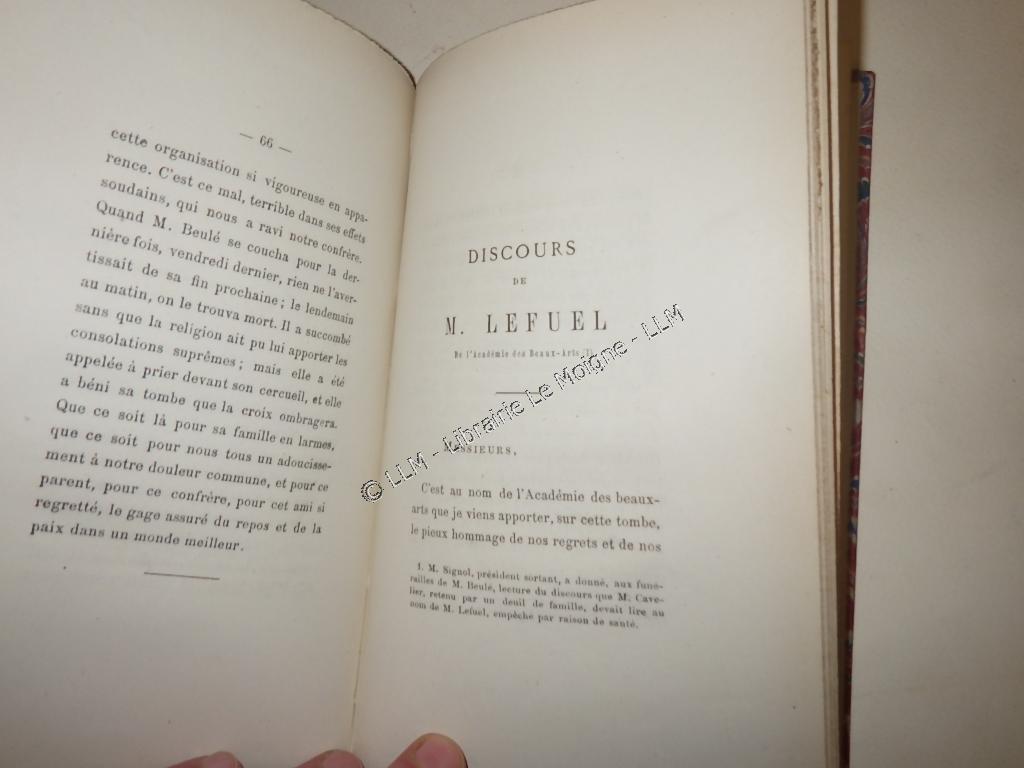 — 66 —
cette organisation si vigoureuse en appa-
rence. C'est ce mal, terrible dans ses effets
soudains, qui nous a ravi notre confrère.
Quand M. Beulé se coucha pour la der-
nière fois, vendredi dernier, rien ne l'aver-
tissait de sa fin prochaine; le lendemain
au matin, on le trouva mort. Il a succombé
sans que la religion ait pu lui apporter les
consolations suprêmes; mais elle a été
appelée à prier devant son cercueil, et elle
a béni sa tombe que la croix ombragera.
Que ce soit là pour sa famille en larmes,
que ce soit pour nous tous un adoucisse-
ment à notre douleur commune, et pour ce
parent, pour ce confrère, pour cet ami si
regretté, le gage assuré du repos et de la
paix dans un monde meilleur.
DISCOURS
DE
M. LEFUEL
De l'Académie des Beaux-Arts
MESSIEURS,
C'est au nom de l'Académie des beaux-
arts que je viens apporter, sur cette tombe,
le pieux hommage de nos regrets et de nos
1. M. Signol, président sortant, a donné, aux funé-
railles de M. Beulé, lecture du discours que M. Cave-
lier, retenu par un deuil de famille, devait lire au
nom de M. Lefuel, empêché par raison de santé.
© LLM - Librairie Le Moigne - LLM